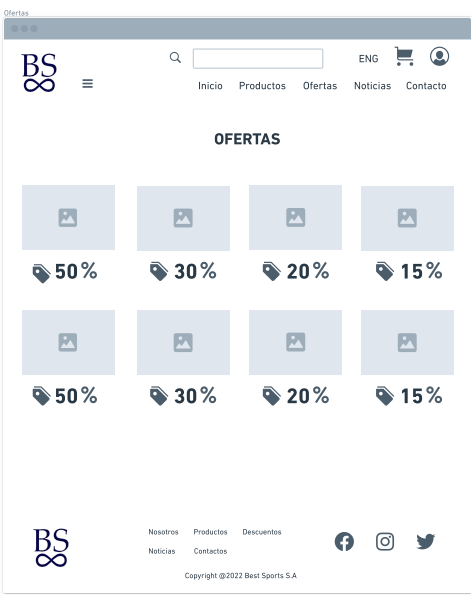 Ofertas
BS
ENG
Inicio Productos Ofertas Noticias Contacto
OFERTAS
50% 30% 20% 15%
50% 30% 20% 15%
BS
Nosotros Productos Descuentos
Noticias Contactos
Copyright @2022 Best Sports S.A